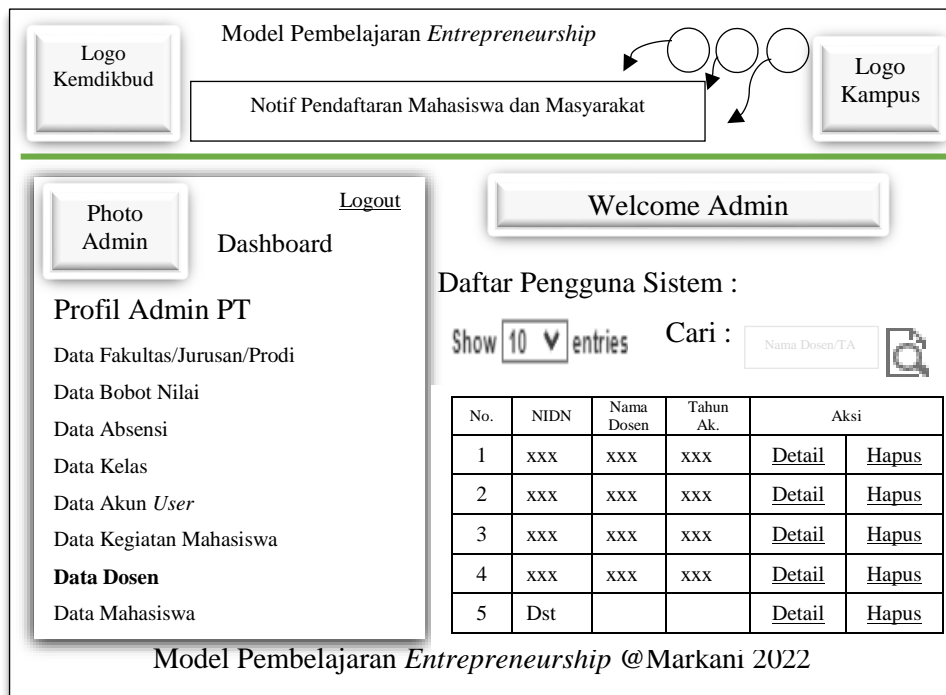 Model Pembelajaran Entrepreneurship
Logo
Kemdikbud
Notif Pendaftaran Mahasiswa dan Masyarakat
Logo
Kampus
Photo
Admin
Logout
Dashboard
Profil Admin PT
Data Fakultas/Jurusan/Prodi
Data Bobot Nilai
Data Absensi
Data Kelas
Data Akun User
Data Kegiatan Mahasiswa
Data Dosen
Data Mahasiswa
Welcome Admin
Daftar Pengguna Sistem :
Show 10 entries Cari : Nama Dosen/TA
No. NIDN Nama Dosen Tahun Ak. Aksi
1 xxx xxx xxx Detail Hapus
2 xxx xxx xxx Detail Hapus
3 xxx xxx xxx Detail Hapus
4 xxx xxx xxx Detail Hapus
5 Dst Detail Hapus
Model Pembelajaran Entrepreneurship @Markani 2022